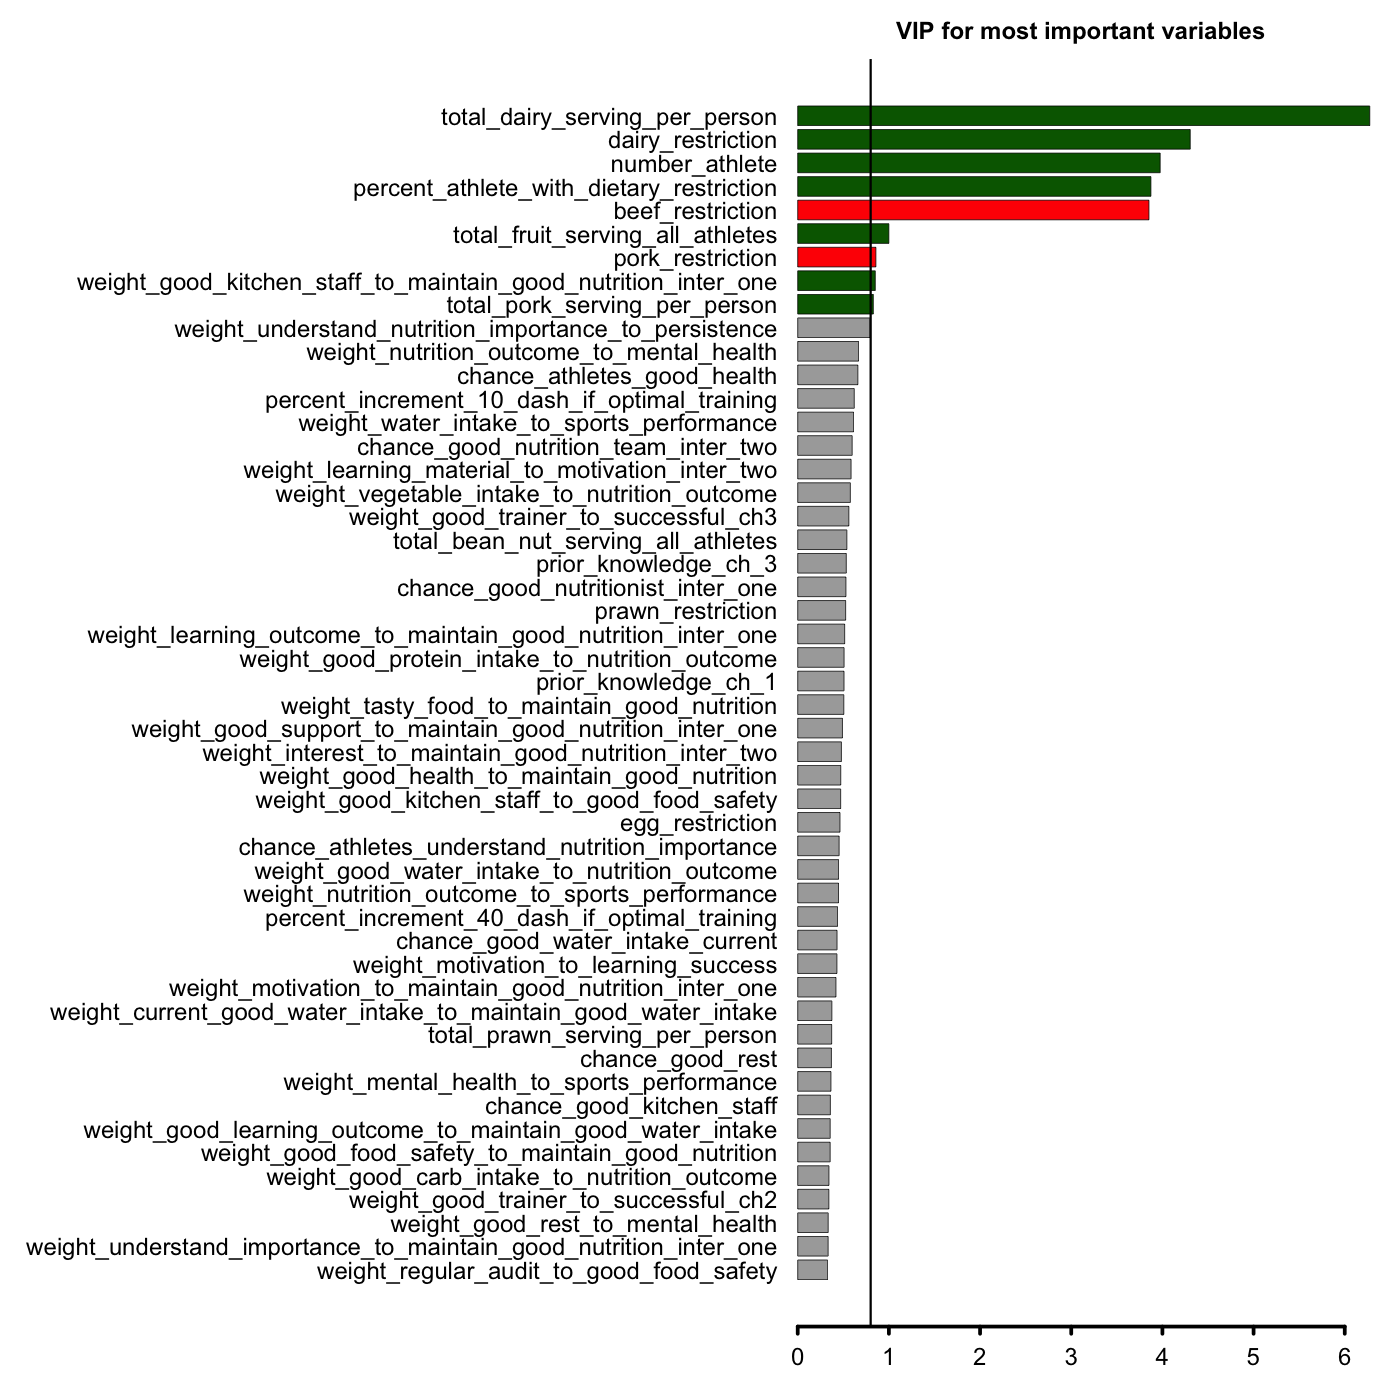 VIP for most important variables
total_dairy_serving_per_person
dairy_restriction
number_athlete
percent_athlete_with_dietary_restriction
beef_restriction
total_fruit_serving_all_athletes
pork_restriction
weight_good_kitchen_staff_to_maintain_good_nutrition_inter_one
total_pork_serving_per_person
weight_understand_nutrition_importance_to_persistence
weight_nutrition_outcome_to_mental_health
chance_athletes_good_health
percent_increment_10_dash_if_optimal_training
weight_water_intake_to_sports_performance
chance_good_nutrition_team_inter_two
weight_learning_material_to_motivation_inter_two
weight_vegetable_intake_to_nutrition_outcome
weight_good_trainer_to_successful_ch3
total_bean_nut_serving_all_athletes
prior_knowledge_ch_3
chance_good_nutritionist_inter_one
prawn_restriction
weight_learning_outcome_to_maintain_good_nutrition_inter_one
weight_good_protein_intake_to_nutrition_outcome
prior_knowledge_ch_1
weight_tasty_food_to_maintain_good_nutrition
weight_good_support_to_maintain_good_nutrition_inter_one
weight_interest_to_maintain_good_nutrition_inter_two
weight_good_health_to_maintain_good_nutrition
weight_good_kitchen_staff_to_good_food_safety
egg_restriction
chance_athletes_understand_nutrition_importance
weight_good_water_intake_to_nutrition_outcome
weight_nutrition_outcome_to_sports_performance
percent_increment_40_dash_if_optimal_training
chance_good_water_intake_current
weight_motivation_to_learning_success
weight_motivation_to_maintain_good_nutrition_inter_one
weight_current_good_water_intake_to_maintain_good_water_intake
total_prawn_serving_per_person
chance_good_rest
weight_mental_health_to_sports_performance
chance_good_kitchen_staff
weight_good_learning_outcome_to_maintain_good_water_intake
weight_good_food_safety_to_maintain_good_nutrition
weight_good_carb_intake_to_nutrition_outcome
weight_good_trainer_to_successful_ch2
weight_good_rest_to_mental_health
weight_understand_importance_to_maintain_good_nutrition_inter_one
weight_regular_audit_to_good_food_safety
0 1 2 3 4 5 6